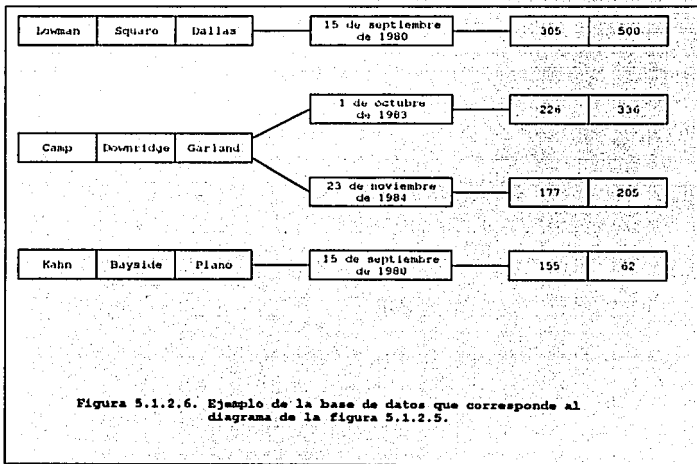 Lowman Square Dallas 15 de septiembre de 1980 305 500
1 de octubre de 1983 226 336
Camp Downridge Garland
23 de noviembre de 1984 177 205
Kahn Bayside Plano 15 de septiembre de 1980 155 62
Figura 5.1.2.6. Ejemplo de la base de datos que corresponde al
diagrama de la figura 5.1.2.5.